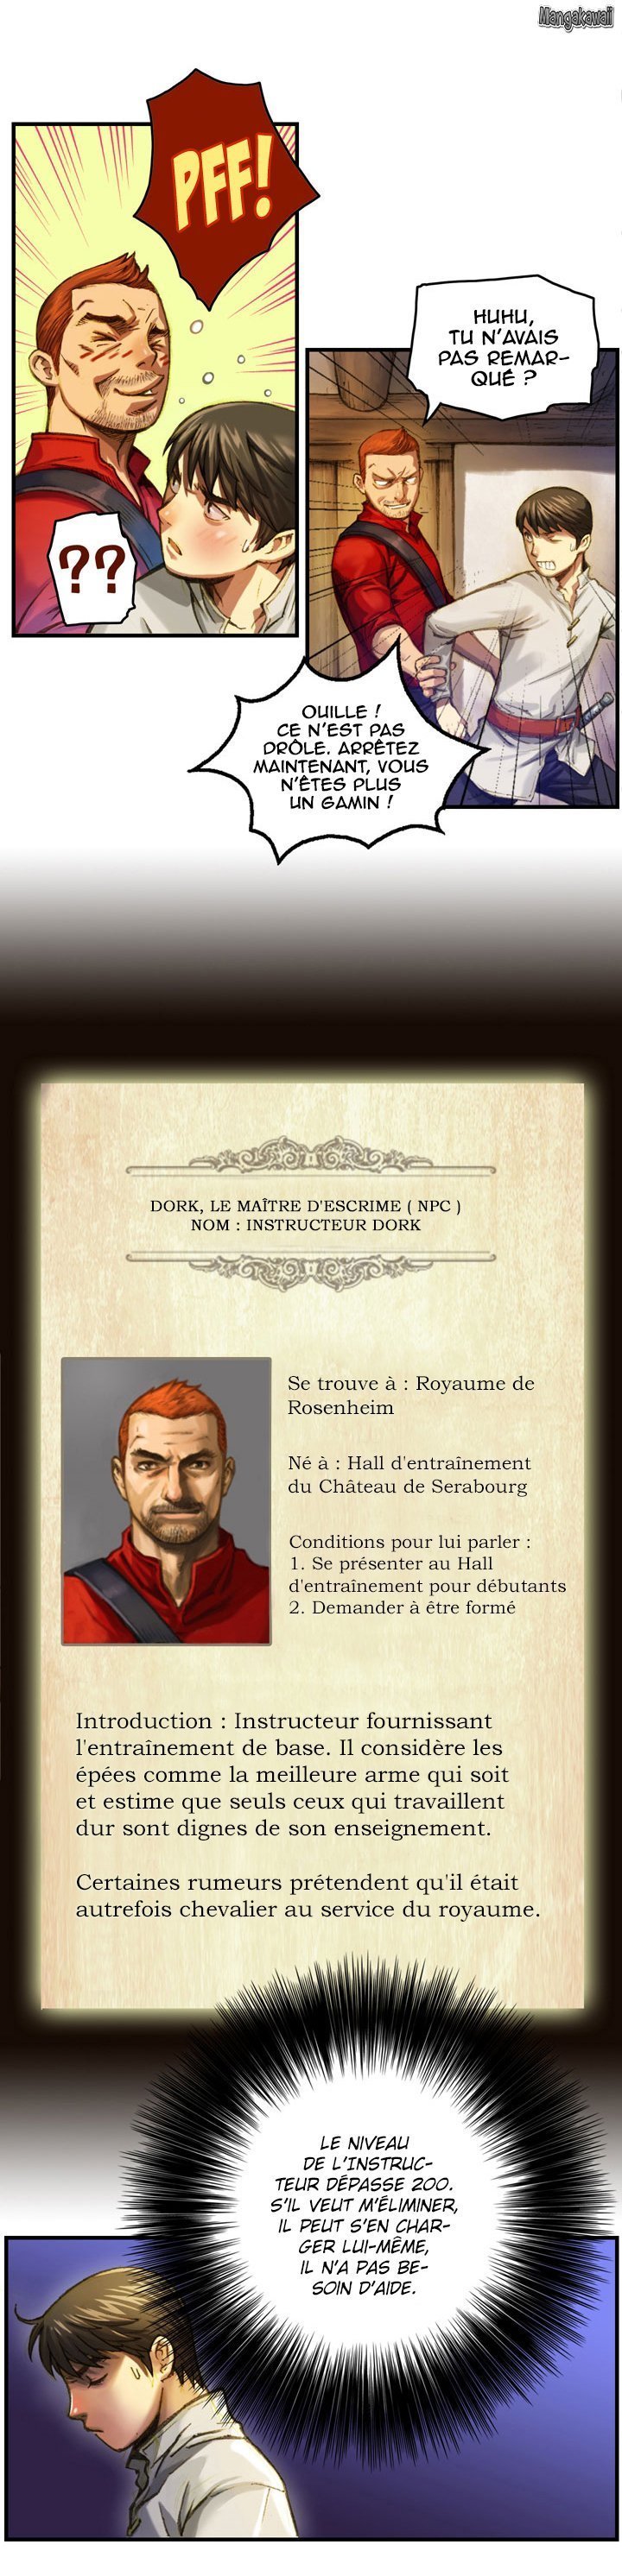 Mangakawaii
PFF!
HUHU,
TU N'AVAIS
PAS REMAR-
QUÉ ?
??
OUILLE !
CE N'EST PAS
DRÔLE. ARRÊTEZ
MAINTENANT, VOUS
N'ÊTES PLUS
UN GAMIN !
DORK, LE MAÎTRE D'ESCRIME ( NPC )
NOM : INSTRUCTEUR DORK
Se trouve à : Royaume de
Rosenheim
Né à : Hall d'entraînement
du Château de Serabourg
Conditions pour lui parler :
1. Se présenter au Hall
d'entraînement pour débutants
2. Demander à être formé
Introduction : Instructeur fournissant
l'entraînement de base. Il considère les
épées comme la meilleure arme qui soit
et estime que seuls ceux qui travaillent
dur sont dignes de son enseignement.
Certaines rumeurs prétendent qu'il était
autrefois chevalier au service du royaume.
LE NIVEAU
DE L'INSTRUC-
TEUR DÉPASSE 200.
S'IL VEUT M'ÉLIMINER,
IL PEUT S'EN CHAR-
GER LUI-MÊME,
IL N'A PAS BE-
SOIN D'AIDE.